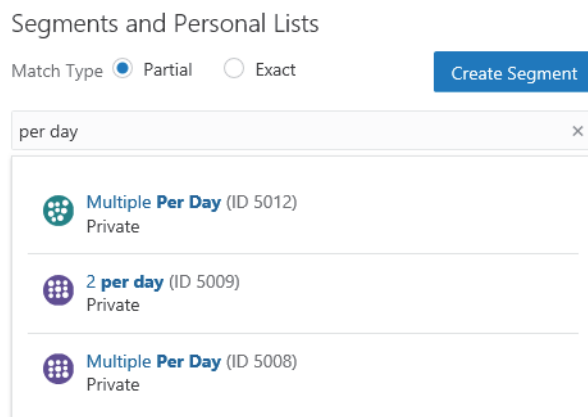 Segments and Personal Lists
Match Type Partial Exact
Create Segment
per day ×
Multiple Per Day (ID 5012)
Private
2 per day (ID 5009)
Private
Multiple Per Day (ID 5008)
Private